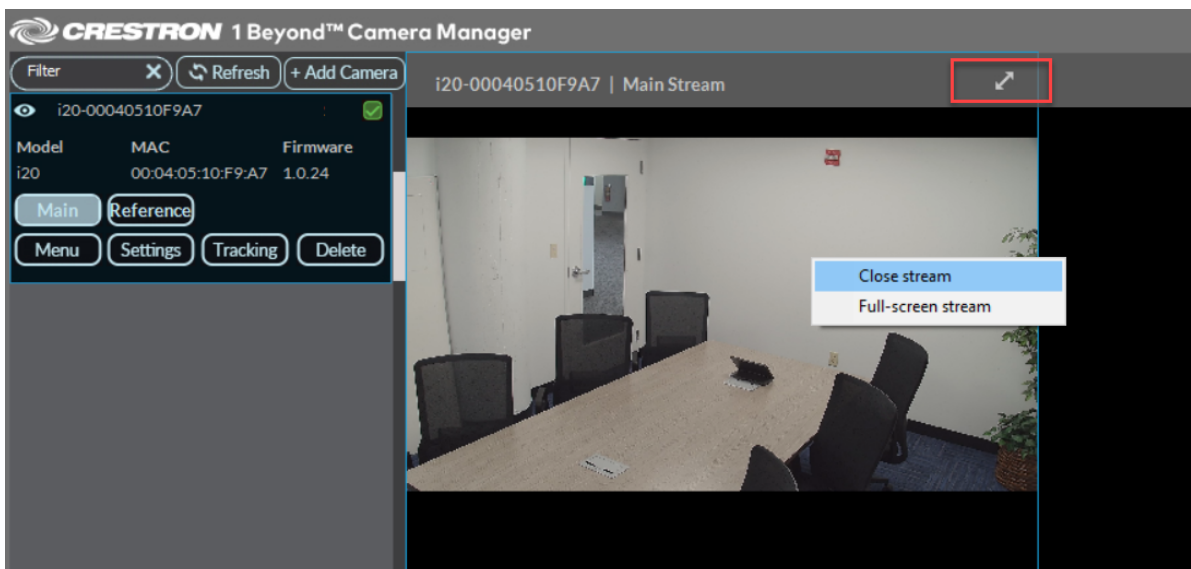 CRESTRON 1 Beyond™ Camera Manager
Filter
Refresh
+ Add Camera
i20-00040510F9A7 | Main Stream
i20-00040510F9A7
Model MAC Firmware
i20 00:04:05:10:F9:A7 1.0.24
Main Reference
Menu Settings Tracking Delete
Close stream
Full-screen stream